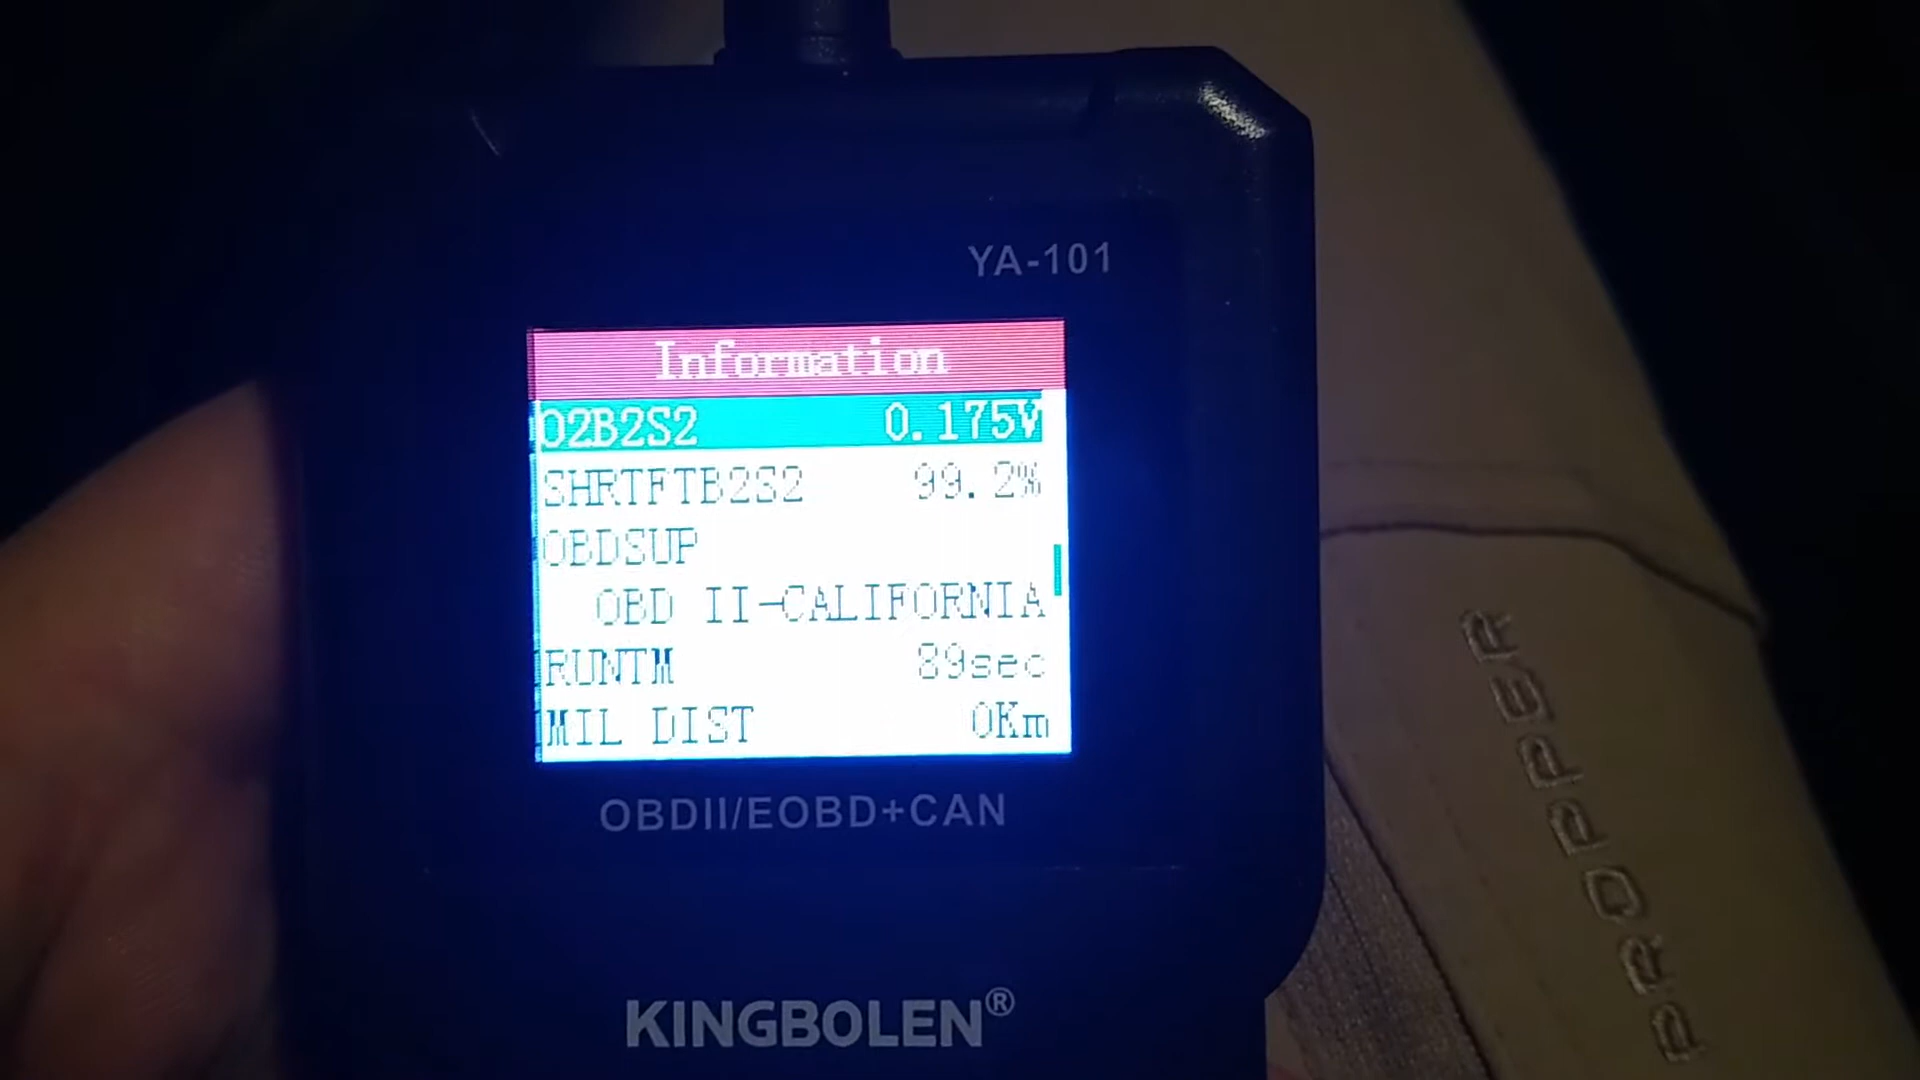 YA-101
Information
O2B2S2 0.175V
SHRTFTB2S2 99.2%
OBDSUP
OBD II-CALIFORNIA
RUNTM 89sec
MIL DIST 0Km
OBDII/EOBD+CAN
KINGBOLEN®
PROPPER